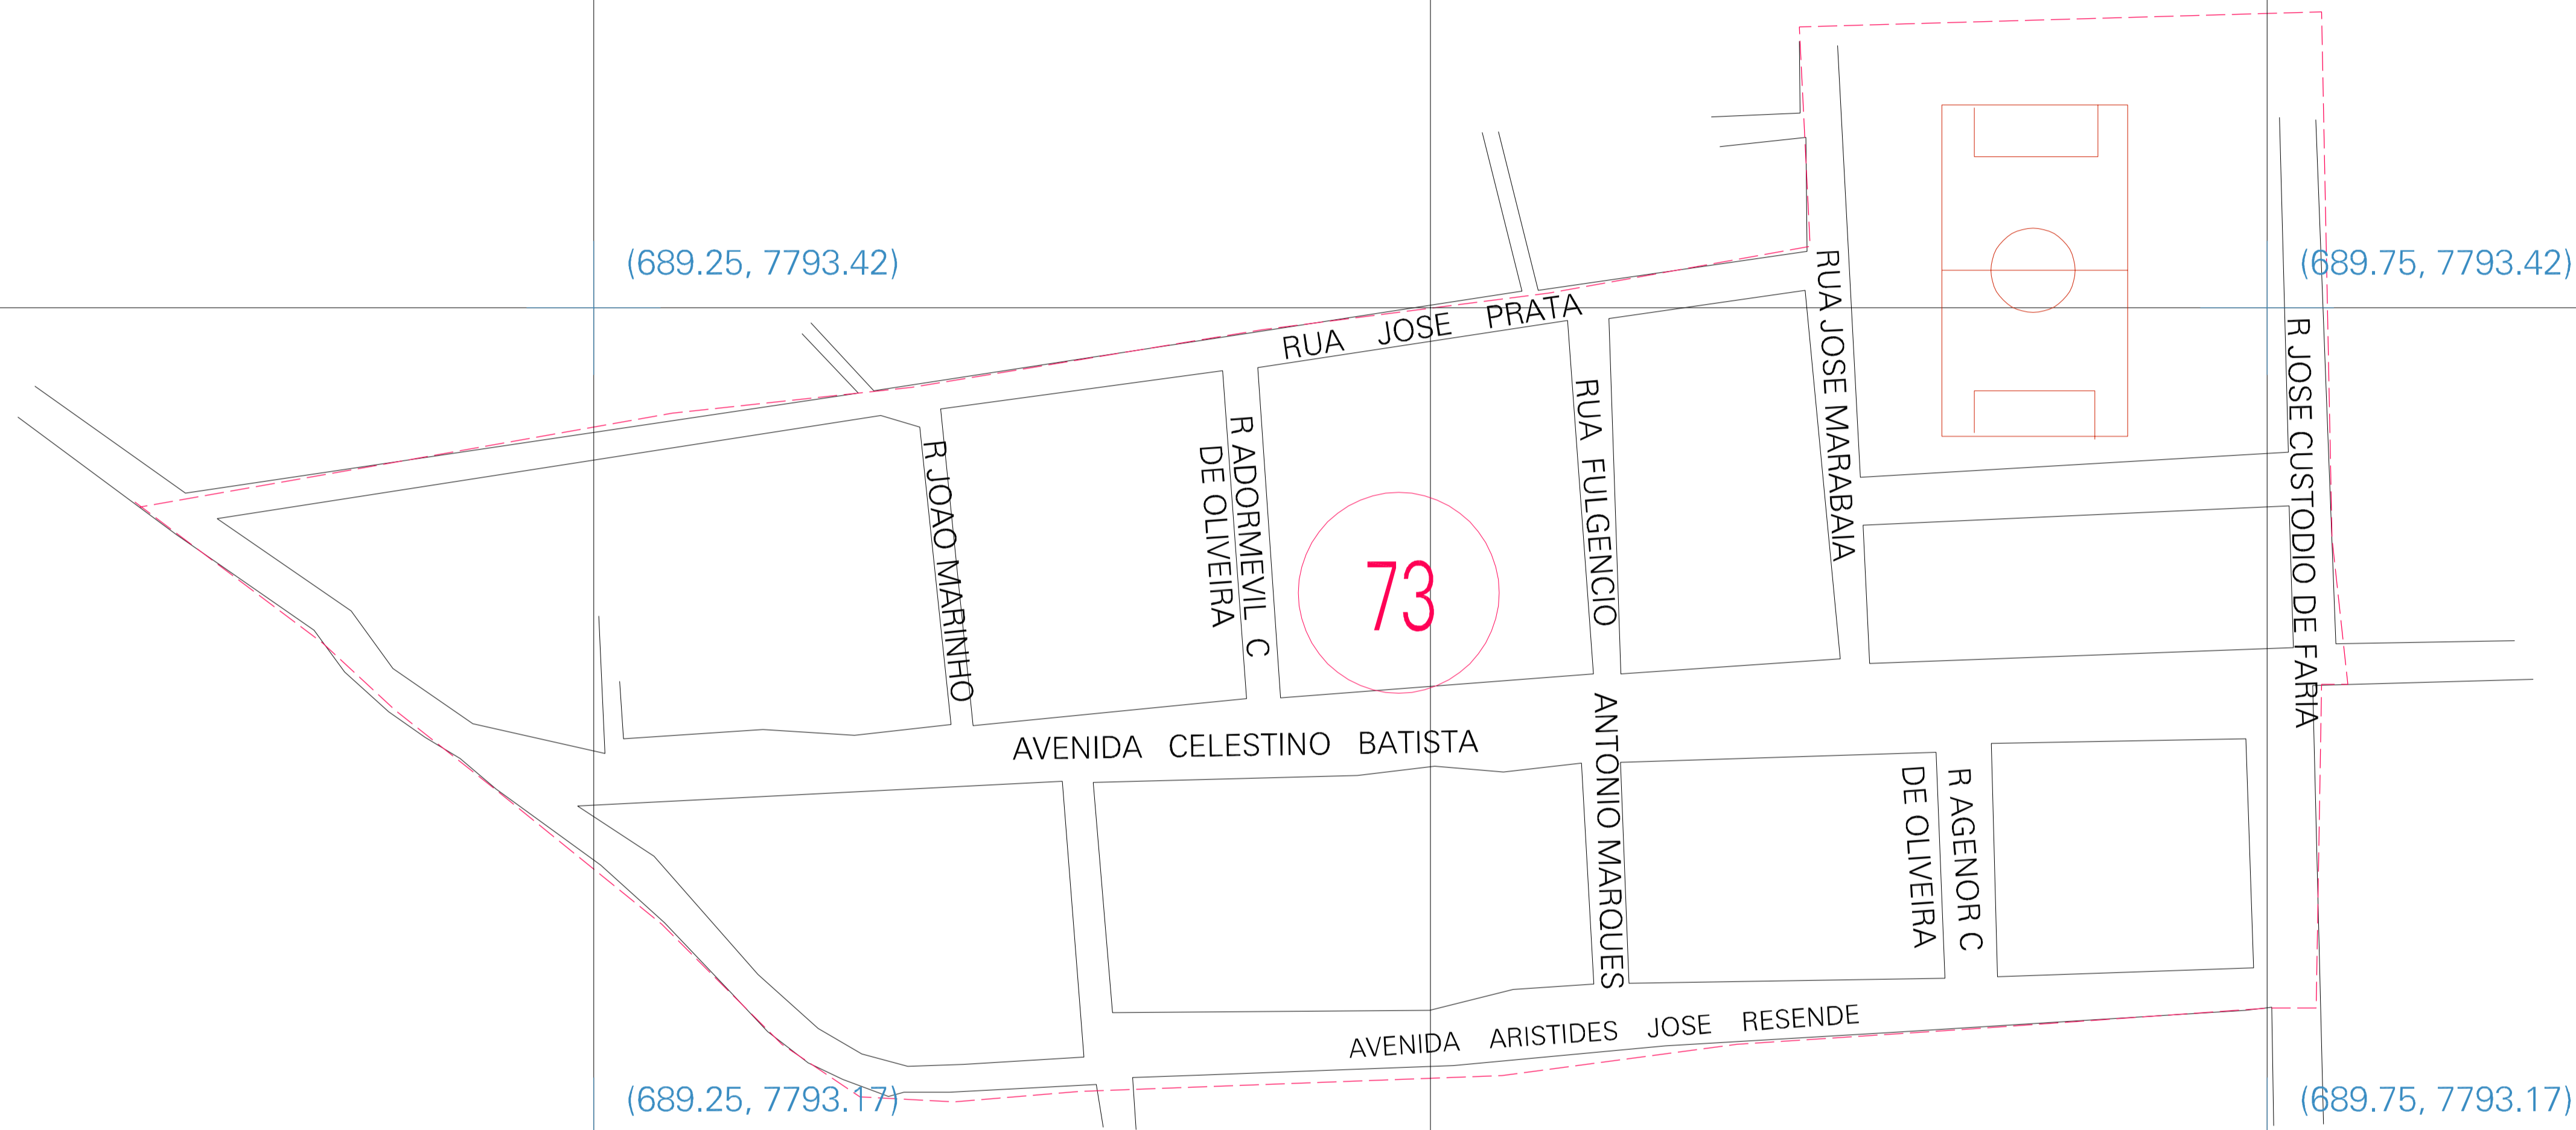 (689.25, 7793.42)
(689.75, 7793.42)
RUA JOSE PRATA
RUA JOSE MARABAIA
R JOSE CUSTODIO DE FARIA
R JOAO MARINHO
R ADORMEVIL C
DE OLIVEIRA
RUA FULGENCIO
ANTONIO MARQUES
73
AVENIDA CELESTINO BATISTA
R AGENOR C
DE OLIVEIRA
AVENIDA ARISTIDES JOSE RESENDE
(689.25, 7793.17)
(689.75, 7793.17)